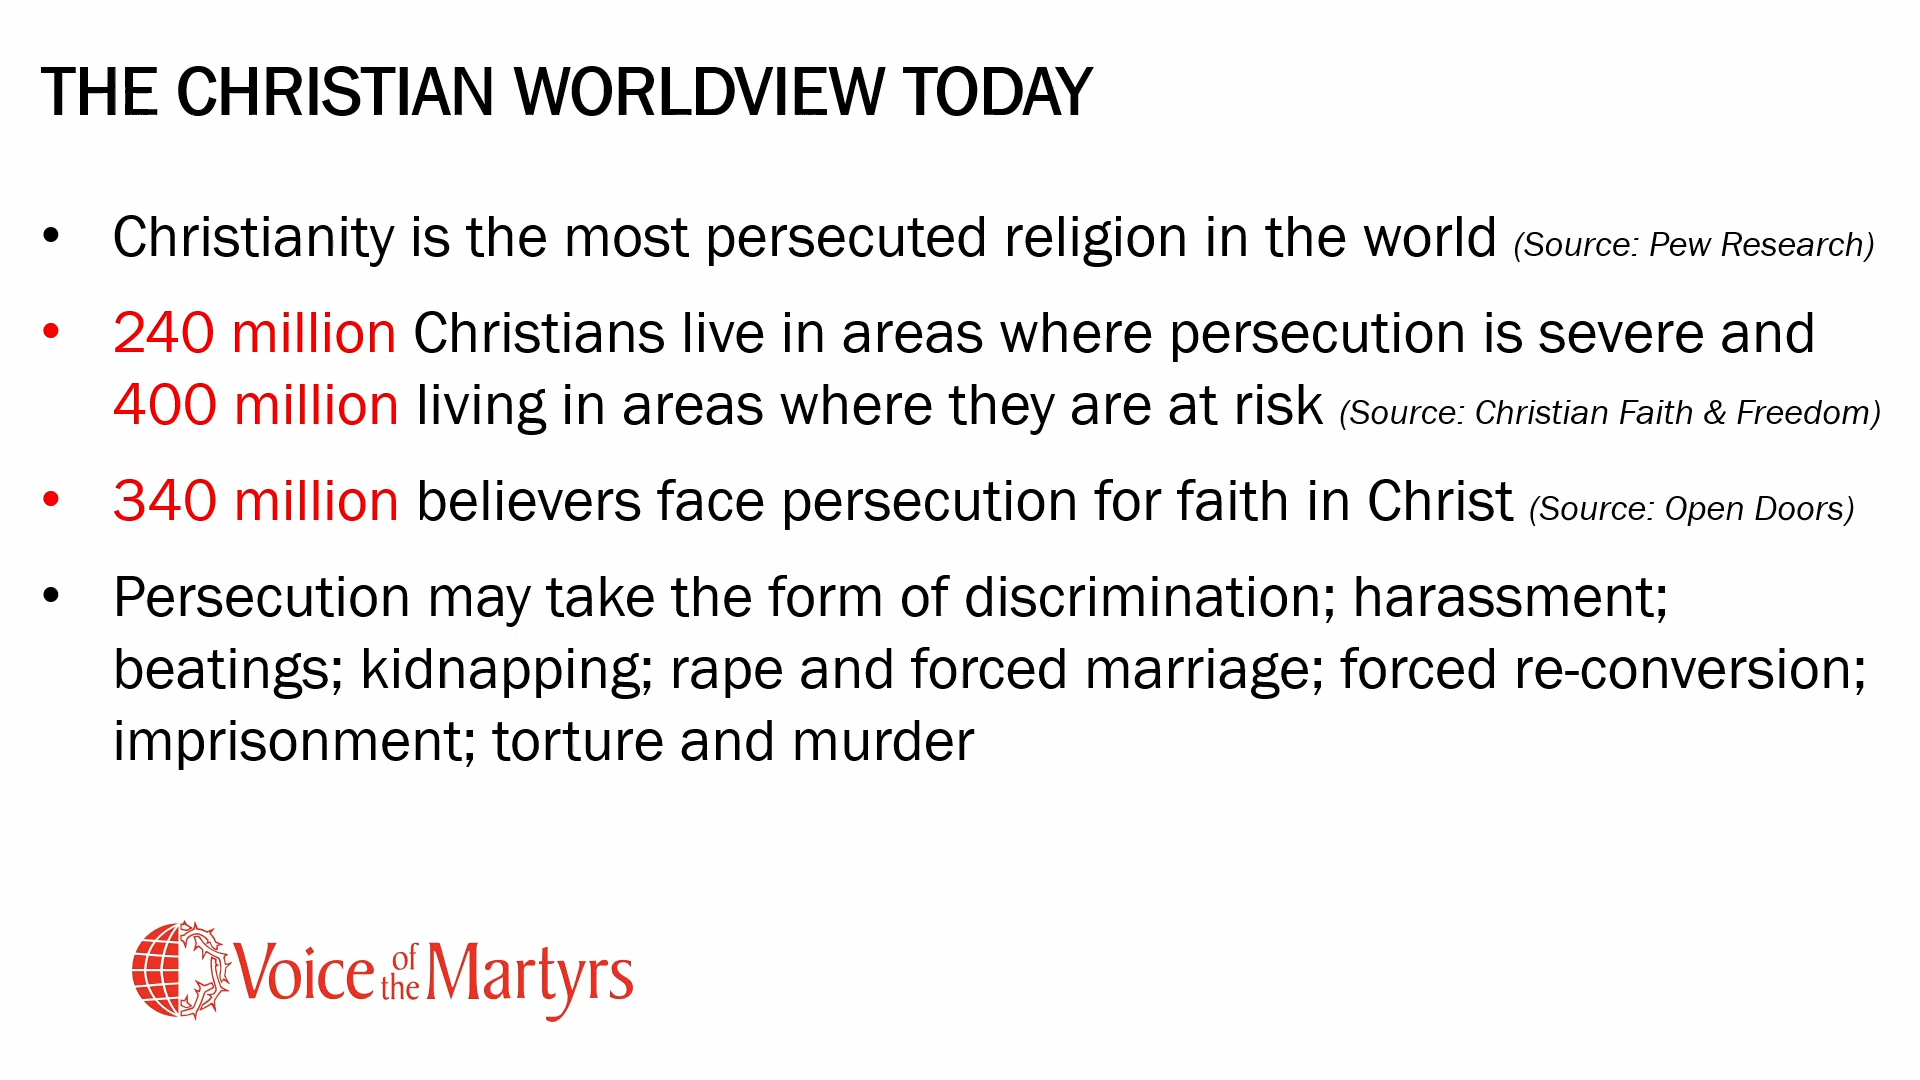 THE CHRISTIAN WORLDVIEW TODAY
• Christianity is the most persecuted religion in the world (Source: Pew Research)
• 240 million Christians live in areas where persecution is severe and
400 million living in areas where they are at risk (Source: Christian Faith & Freedom)
• 340 million believers face persecution for faith in Christ (Source: Open Doors)
• Persecution may take the form of discrimination; harassment;
beatings; kidnapping; rape and forced marriage; forced re-conversion;
imprisonment; torture and murder
Voice of the Martyrs